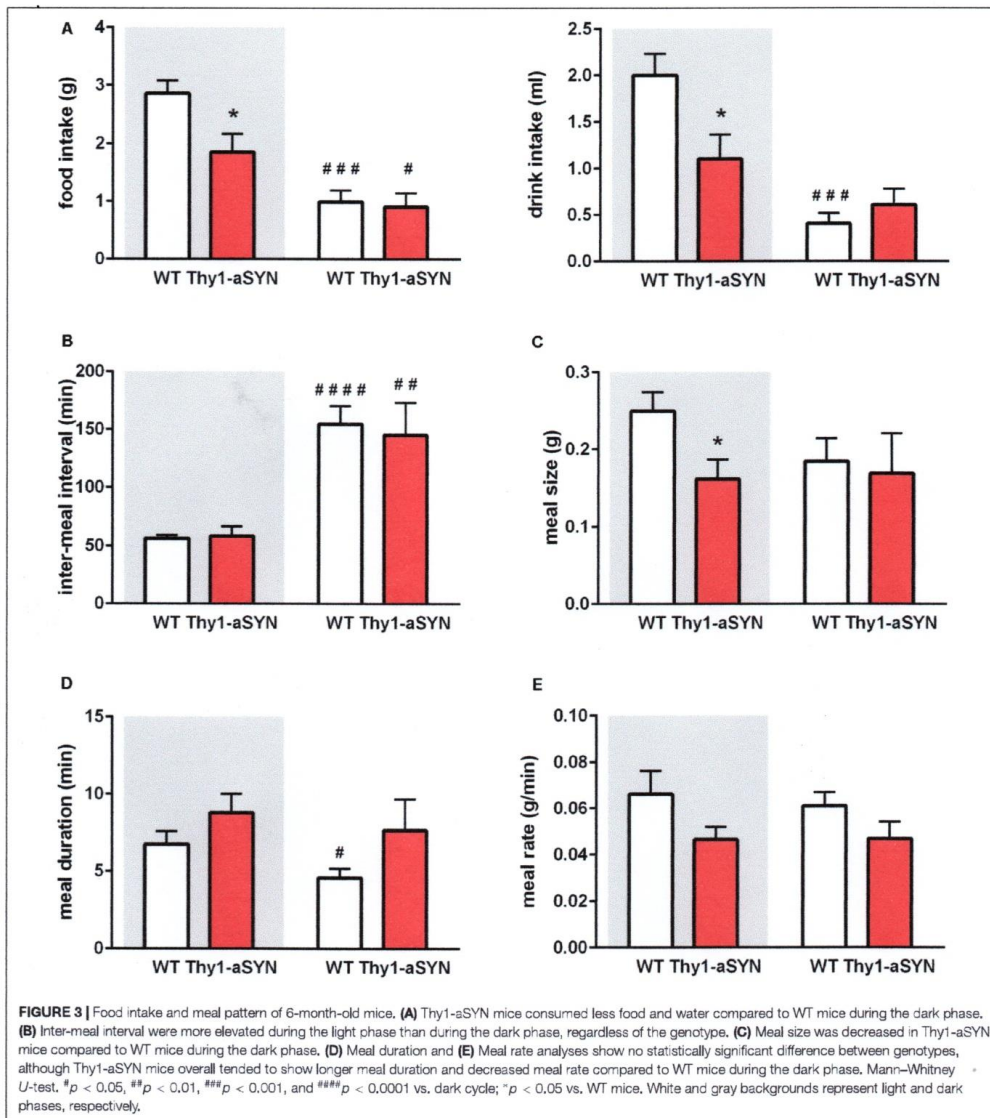 A
4
3
2
1
0
food intake (g)
*
# # #
#
WT Thy1-aSYN
WT Thy1-aSYN
2.5
2.0
1.5
1.0
0.5
0.0
drink intake (ml)
*
# # #
WT Thy1-aSYN
WT Thy1-aSYN
B
200
150
100
50
0
inter-meal interval (min)
# # # #
# #
WT Thy1-aSYN
WT Thy1-aSYN
C
0.3
0.2
0.1
0.0
meal size (g)
*
WT Thy1-aSYN
WT Thy1-aSYN
D
15
10
5
0
meal duration (min)
#
WT Thy1-aSYN
WT Thy1-aSYN
E
0.10
0.08
0.06
0.04
0.02
0.00
meal rate (g/min)
WT Thy1-aSYN
WT Thy1-aSYN
FIGURE 3 | Food intake and meal pattern of 6-month-old mice. (A) Thy1-aSYN mice consumed less food and water compared to WT mice during the dark phase.
(B) Inter-meal interval were more elevated during the light phase than during the dark phase, regardless of the genotype. (C) Meal size was decreased in Thy1-aSYN
mice compared to WT mice during the dark phase. (D) Meal duration and (E) Meal rate analyses show no statistically significant difference between genotypes,
although Thy1-aSYN mice overall tended to show longer meal duration and decreased meal rate compared to WT mice during the dark phase. Mann–Whitney
U-test. #p < 0.05, ##p < 0.01, ###p < 0.001, and ####p < 0.0001 vs. dark cycle; *p < 0.05 vs. WT mice. White and gray backgrounds represent light and dark
phases, respectively.